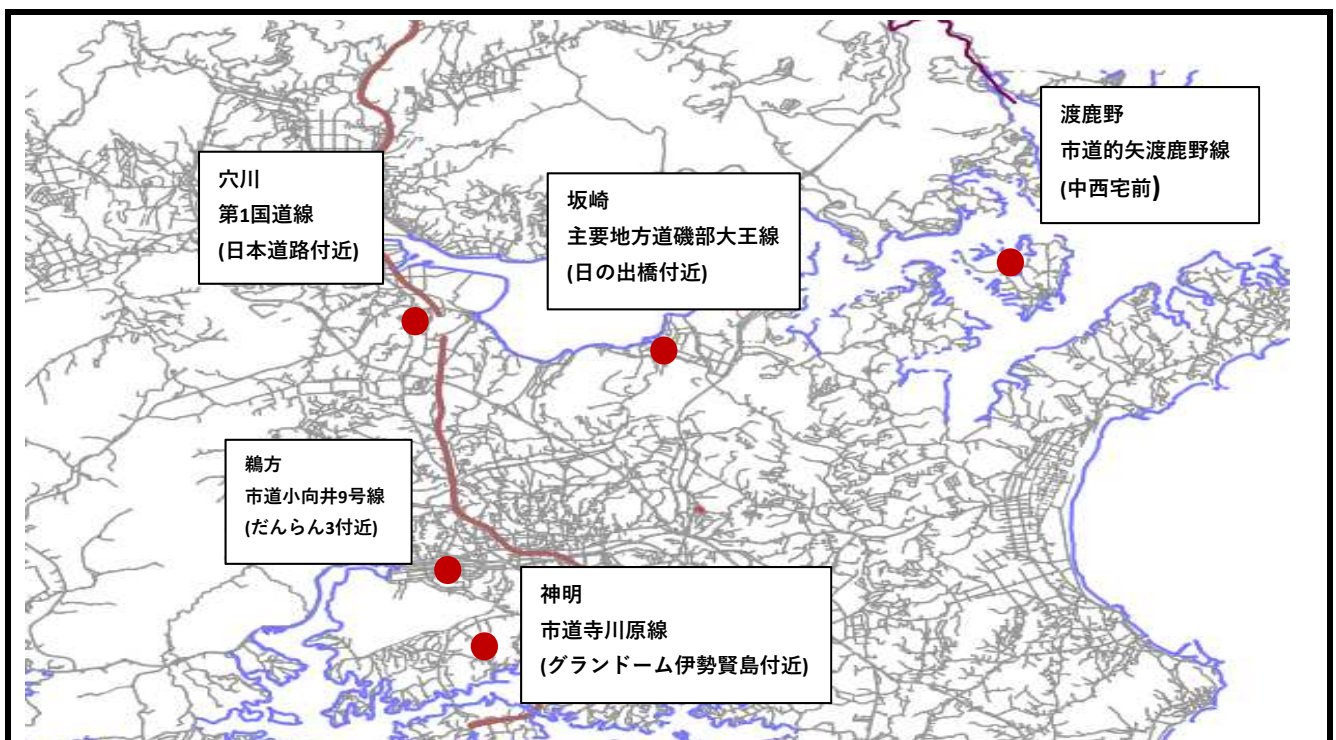 渡鹿野
市道的矢渡鹿野線
(中西宅前)
穴川
第1国道線
(日本道路付近)
坂崎
主要地方道磯部大王線
(日の出橋付近)
鵜方
市道小向井9号線
(だんらん3付近)
神明
市道寺川原線
(グランドーム伊勢賢島付近)